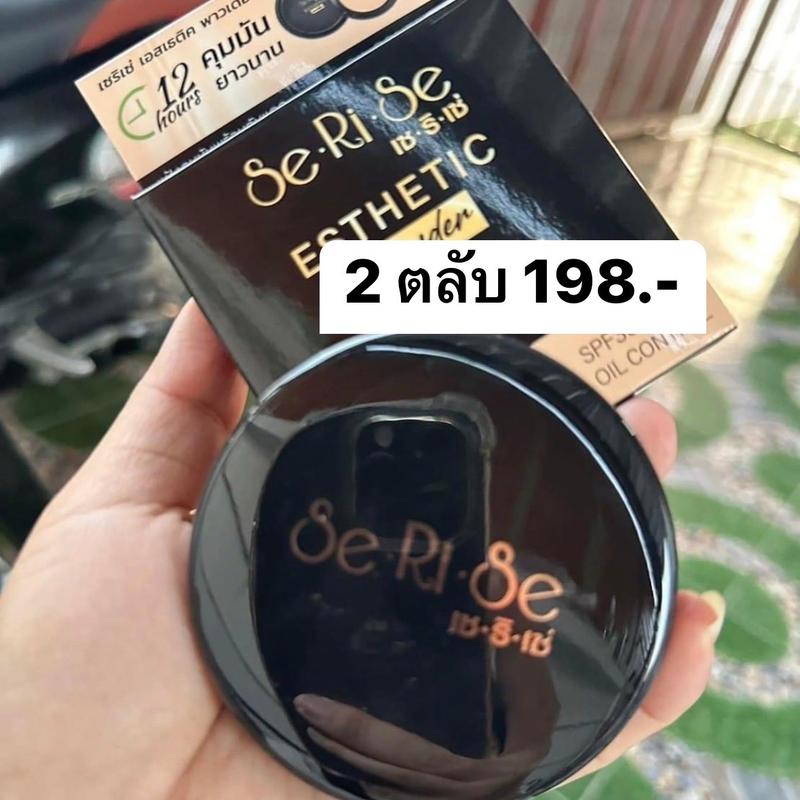 เซริเซ่ เอสเธติค พาวเดอร์
12 คุมมัน
hours ยาวนาน
Se·Ri·Se
เซ·ริ·เซ่
ESTHETIC
2 ตลับ 198.-
OIL CONTROL
Se·Ri·Se
เซ·ริ·เซ่